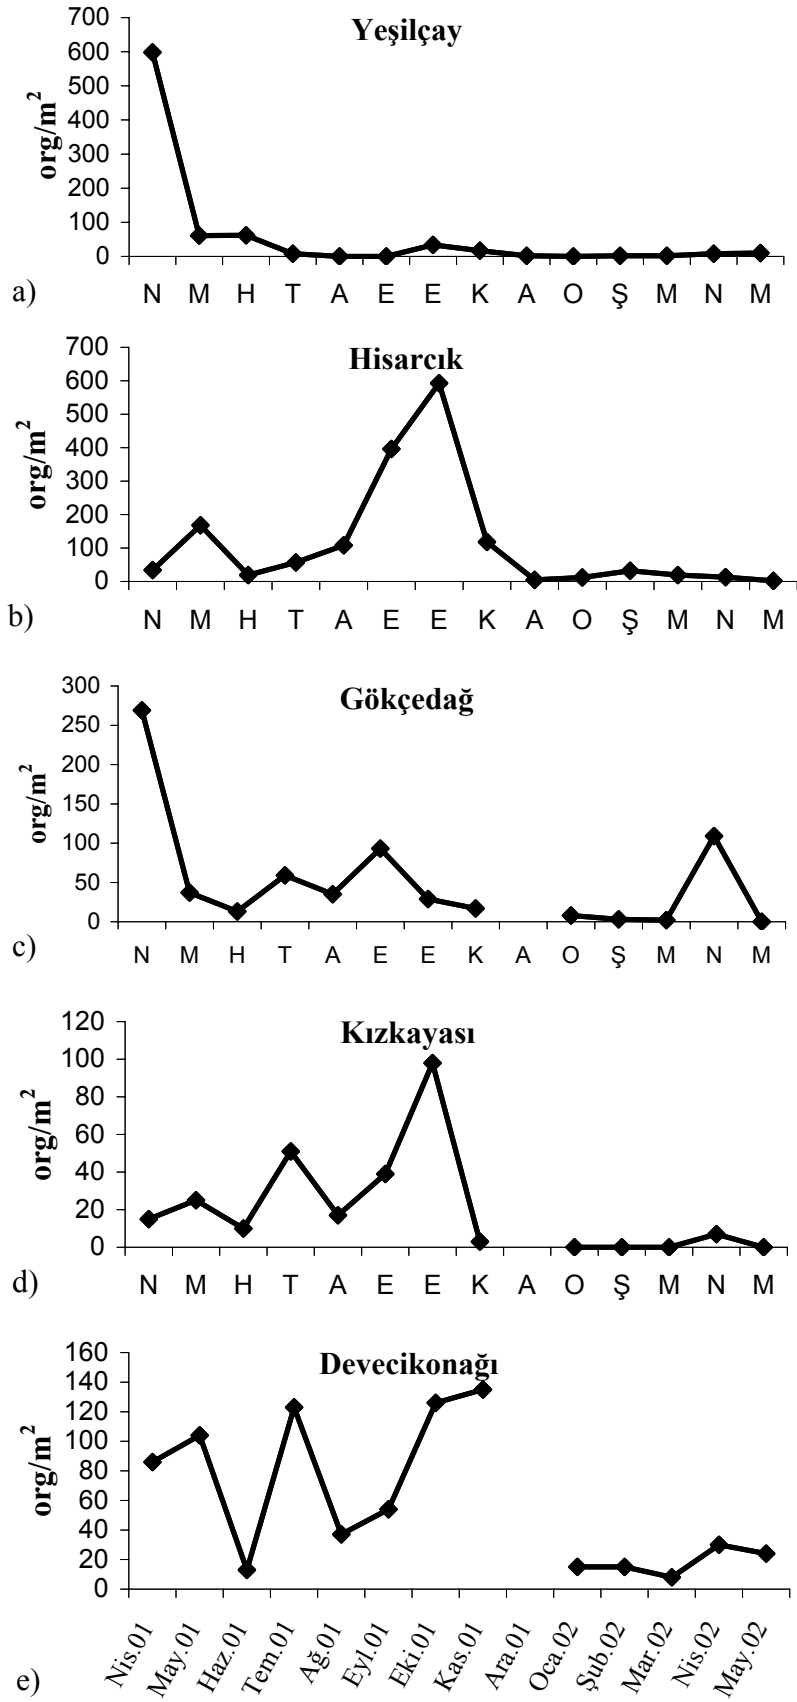 Yeşilçay
org/m²
700
600
500
400
300
200
100
0
N M H T A E E K A O Ş M N M
a)
Hisarcık
org/m²
700
600
500
400
300
200
100
0
N M H T A E E K A O Ş M N M
b)
Gökçedağ
org/m²
300
250
200
150
100
50
0
N M H T A E E K A O Ş M N M
c)
Kızkayası
org/m²
120
100
80
60
40
20
0
N M H T A E E K A O Ş M N M
d)
Devecikonağı
org/m²
160
140
120
100
80
60
40
20
0
Nis.01 May.01 Haz.01 Tem.01 Ağ.01 Eyl.01 Eki.01 Kas.01 Ara.01 Oca.02 Şub.02 Mar.02 Nis.02 May.02
e)